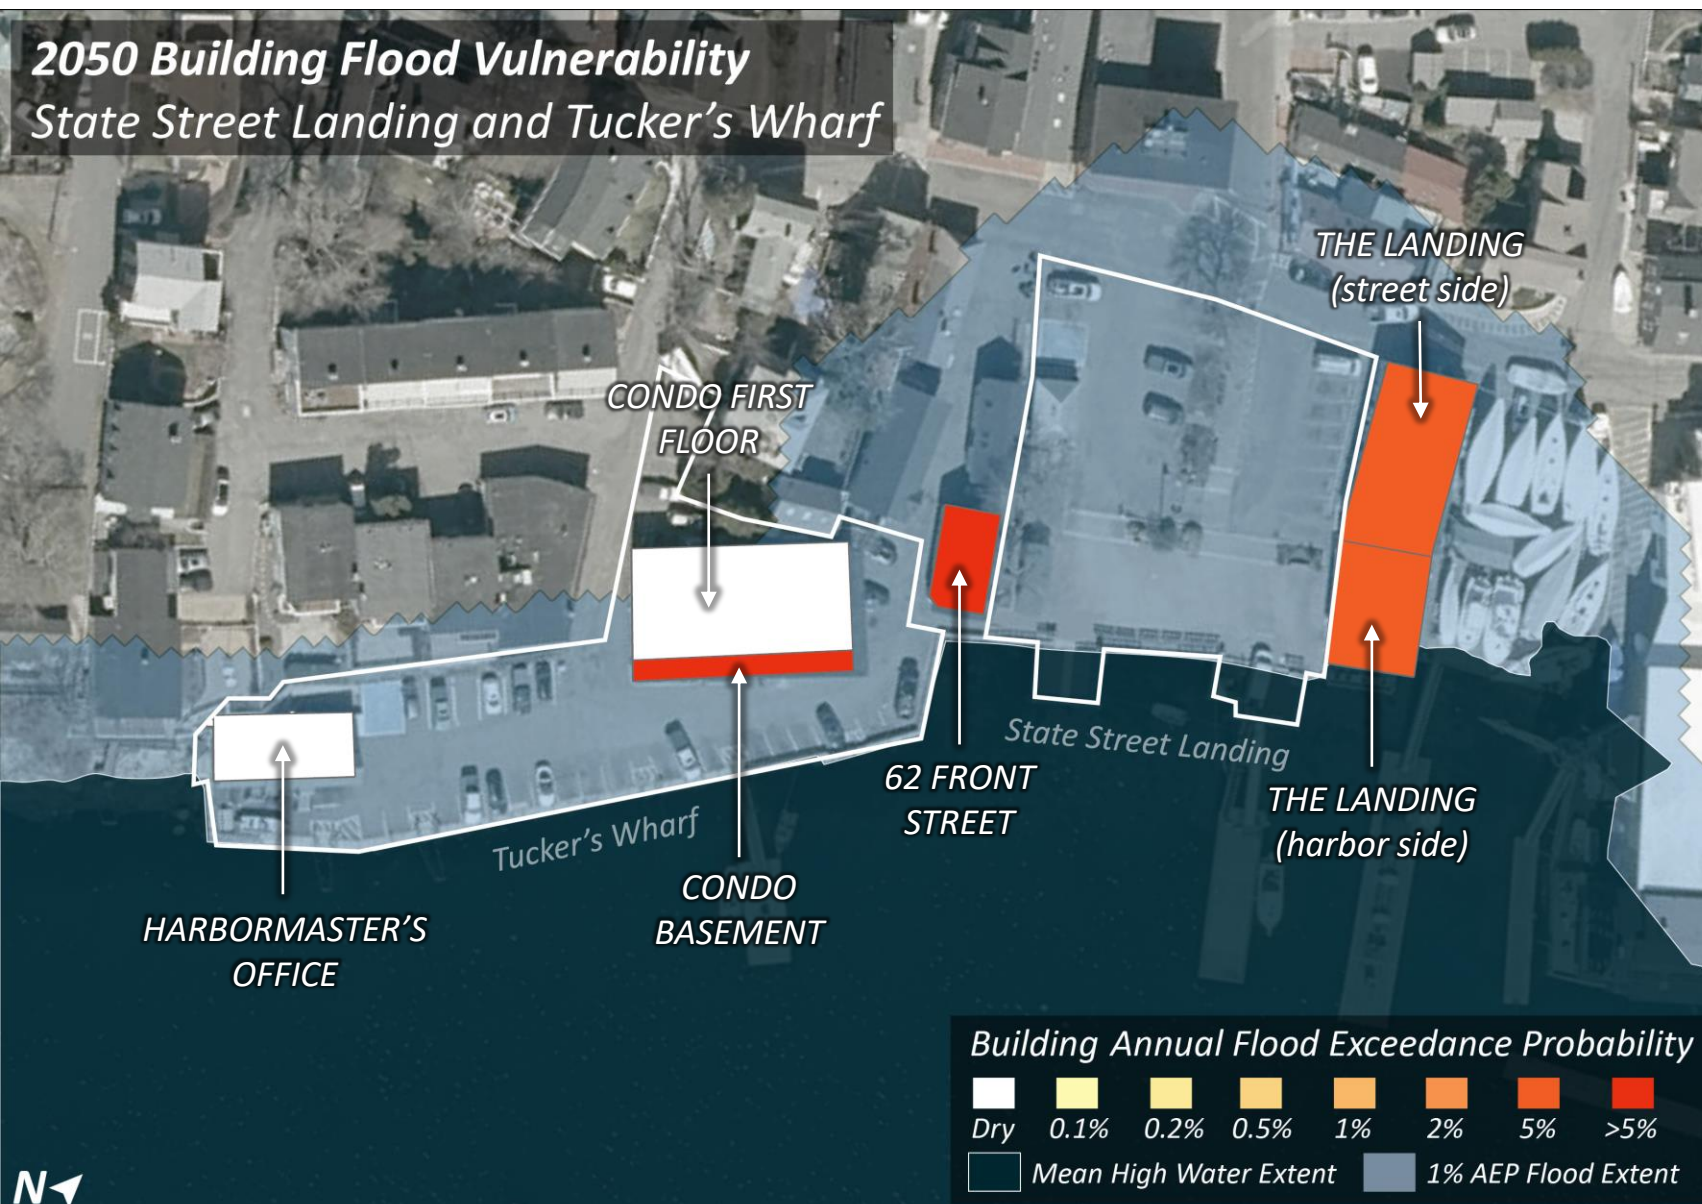 2050 Building Flood Vulnerability
State Street Landing and Tucker's Wharf
THE LANDING
(street side)
CONDO FIRST
FLOOR
State Street Landing
62 FRONT
STREET
THE LANDING
(harbor side)
Tucker's Wharf
CONDO
BASEMENT
HARBORMASTER'S
OFFICE
Building Annual Flood Exceedance Probability
Dry 0.1% 0.2% 0.5% 1% 2% 5% >5%
Mean High Water Extent 1% AEP Flood Extent
N